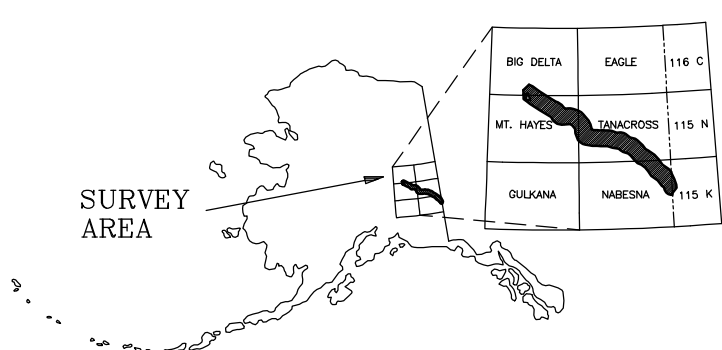 BIG DELTA EAGLE 116 C
MT. HAYES TANACROSS 115 N
GULKANA NABESNA 115 K
SURVEY
AREA